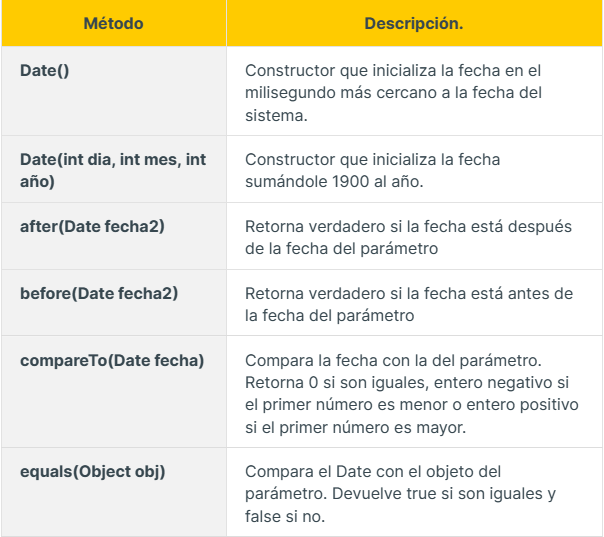 Método
Descripción.
Date()
Constructor que inicializa la fecha en el
milisegundo más cercano a la fecha del
sistema.
Date(int dia, int mes, int
año)
Constructor que inicializa la fecha
sumándole 1900 al año.
after(Date fecha2)
Retorna verdadero si la fecha está después
de la fecha del parámetro
before(Date fecha2)
Retorna verdadero si la fecha está antes de
la fecha del parámetro
compareTo(Date fecha)
Compara la fecha con la del parámetro.
Retorna 0 si son iguales, entero negativo si
el primer número es menor o entero positivo
si el primer número es mayor.
equals(Object obj)
Compara el Date con el objeto del
parámetro. Devuelve true si son iguales y
false si no.